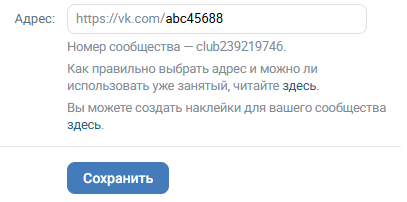 Адрес: https://vk.com/abc45688
Номер сообщества — club239219746.
Как правильно выбрать адрес и можно ли
использовать уже занятый, читайте здесь.
Вы можете создать наклейки для вашего сообщества
здесь.
Сохранить